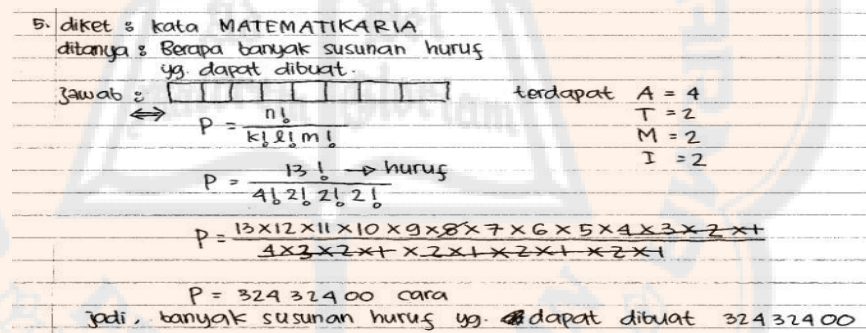 5. diket : kata MATEMATIKARIA
ditanya : Berapa banyak susunan huruf
yg. dapat dibuat.
Jawab : terdapat A = 4
⇔ P = n! / k! l! m! T = 2
M = 2
I = 2
P = 13! / 4! 2! 2! 2! → huruf
P = 13×12×11×10×9×8×7×6×5×4×3×2×1 / 4×3×2×1×2×1×2×1×2×1
P = 32432400 cara
jadi, banyak susunan huruf yg. dapat dibuat 32432400